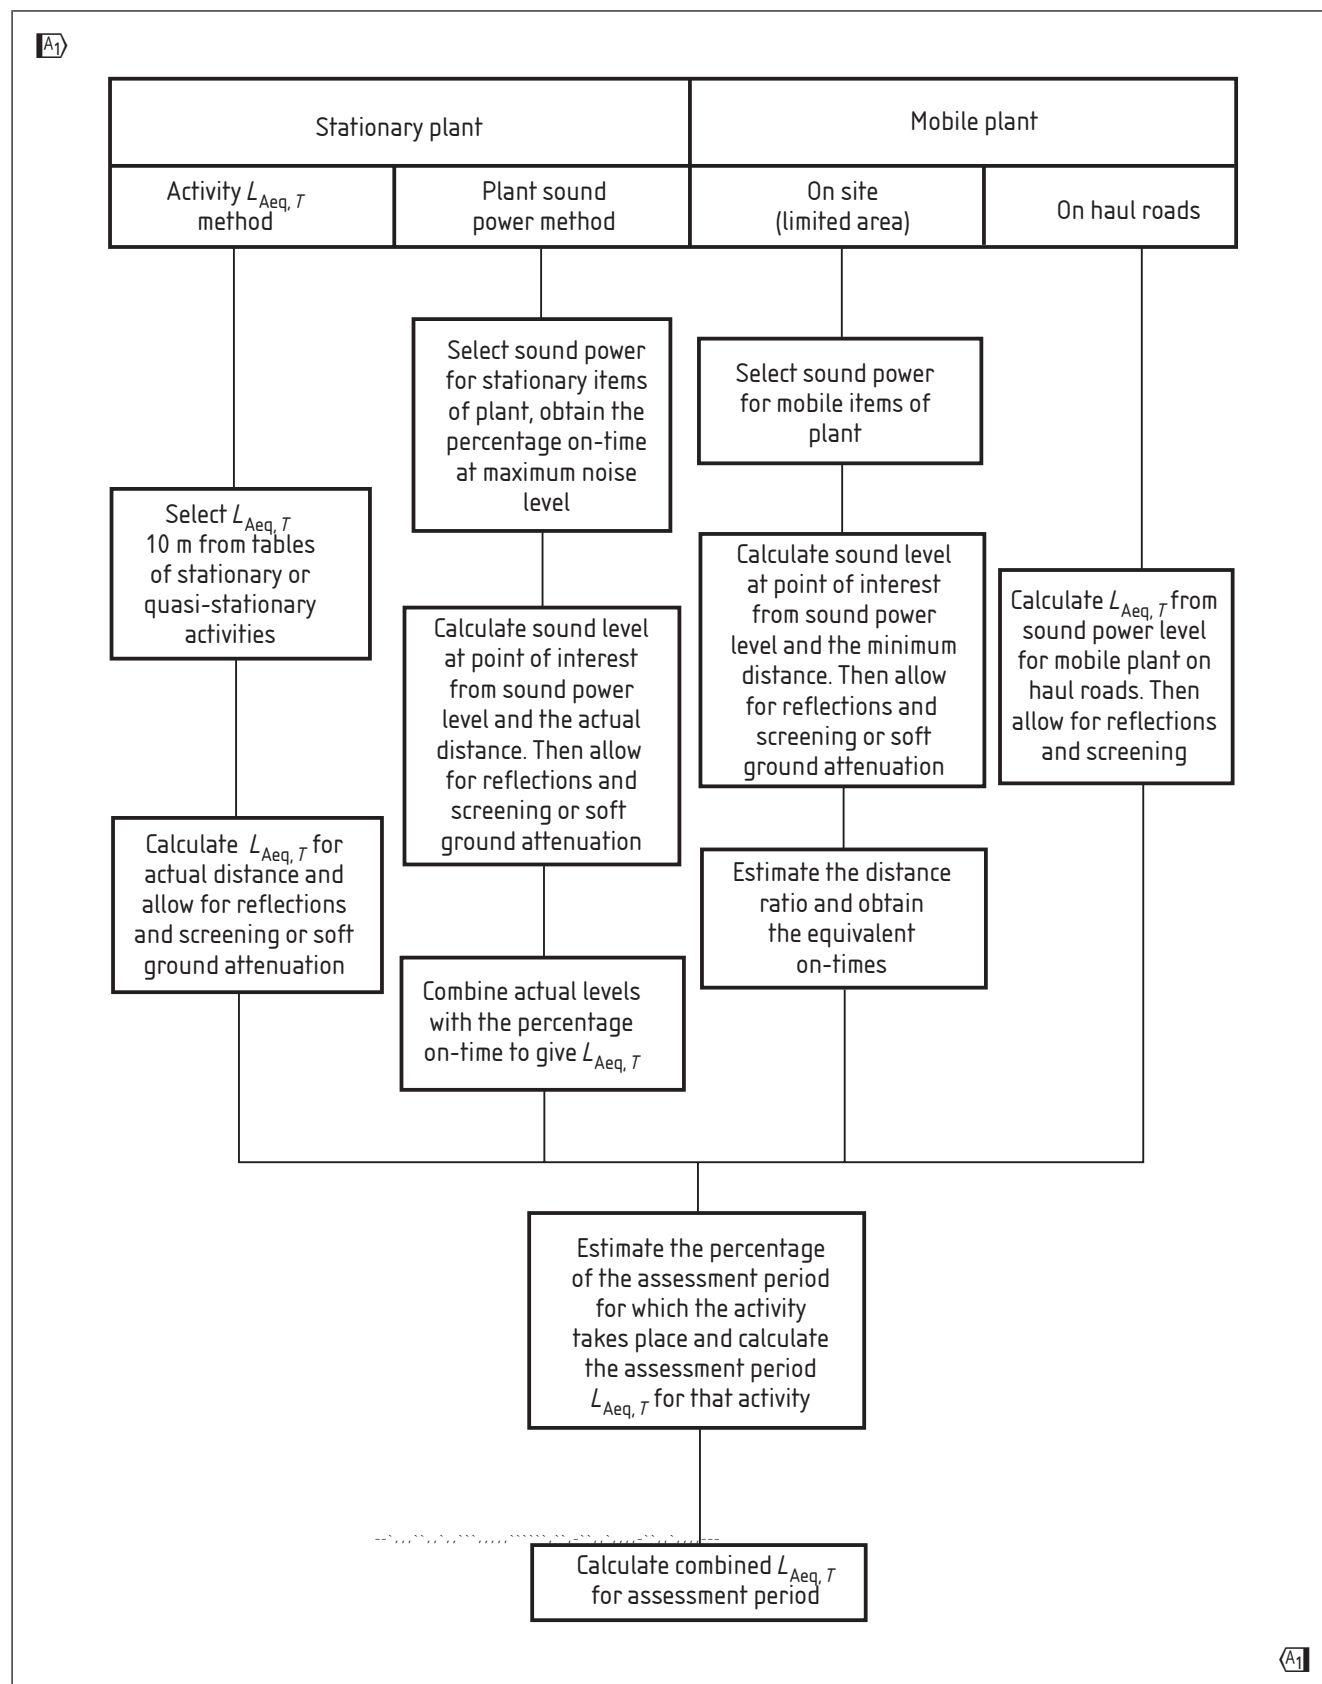 A1
Stationary plant
Mobile plant
Activity LAeq, T
method
Plant sound
power method
On site
(limited area)
On haul roads
Select LAeq, T
10 m from tables
of stationary or
quasi-stationary
activities
Calculate LAeq, T for
actual distance and
allow for reflections
and screening or soft
ground attenuation
Select sound power
for stationary items
of plant, obtain the
percentage on-time
at maximum noise
level
Calculate sound level
at point of interest
from sound power
level and the actual
distance. Then allow
for reflections and
screening or soft
ground attenuation
Combine actual levels
with the percentage
on-time to give LAeq, T
Select sound power
for mobile items of
plant
Calculate sound level
at point of interest
from sound power
level and the minimum
distance. Then allow
for reflections and
screening or soft
ground attenuation
Estimate the distance
ratio and obtain
the equivalent
on-times
Calculate LAeq, T from
sound power level
for mobile plant on
haul roads. Then
allow for reflections
and screening
Estimate the percentage
of the assessment period
for which the activity
takes place and calculate
the assessment period
LAeq, T for that activity
Calculate combined LAeq, T
for assessment period
A1